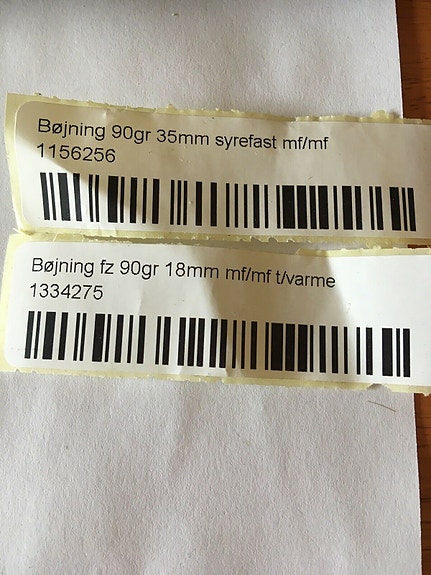 Bøjning 90gr 35mm syrefast mf/mf
1156256
Bøjning fz 90gr 18mm mf/mf t/varme
1334275